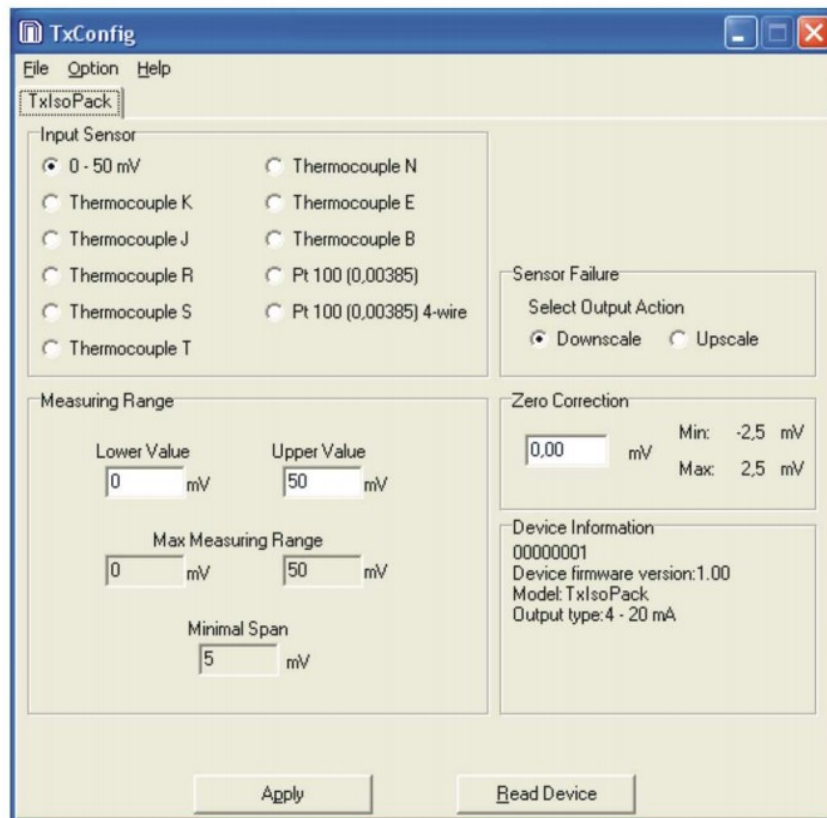 TxConfig
File Option Help
TxIsoPack
Input Sensor
0 - 50 mV
Thermocouple K
Thermocouple J
Thermocouple R
Thermocouple S
Thermocouple T
Thermocouple N
Thermocouple E
Thermocouple B
Pt 100 (0,00385)
Pt 100 (0,00385) 4-wire
Sensor Failure
Select Output Action
Downscale Upscale
Measuring Range
Lower Value Upper Value
0 mV 50 mV
Max Measuring Range
0 mV 50 mV
Minimal Span
5 mV
Zero Correction
0,00 mV
Min: -2,5 mV
Max: 2,5 mV
Device Information
00000001
Device firmware version:1.00
Model:TxIsoPack
Output type:4 - 20 mA
Apply Read Device